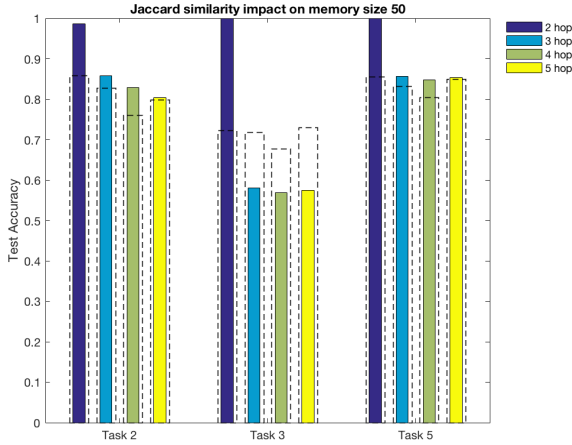 Jaccard similarity impact on memory size 50
2 hop
3 hop
4 hop
5 hop
Test Accuracy
1
0.9
0.8
0.7
0.6
0.5
0.4
0.3
0.2
0.1
0
Task 2
Task 3
Task 5